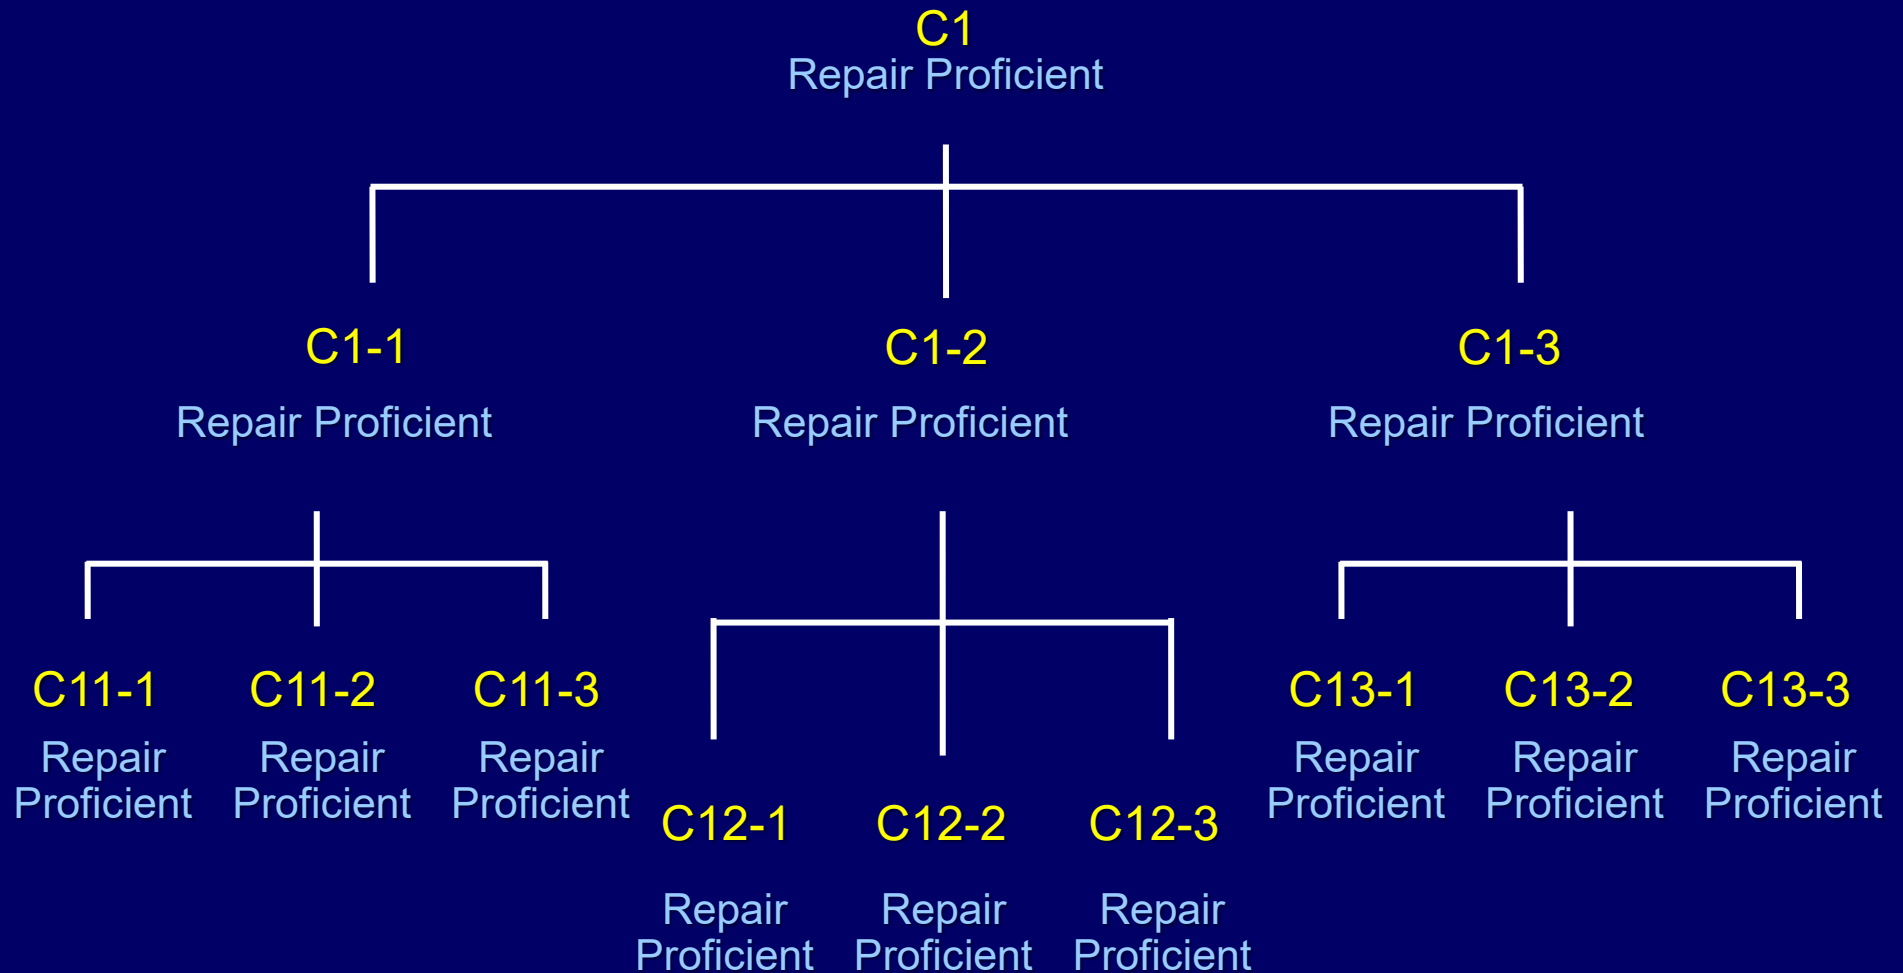 C1
Repair Proficient
C1-1
Repair Proficient
C1-2
Repair Proficient
C1-3
Repair Proficient
C11-1
Repair
Proficient
C11-2
Repair
Proficient
C11-3
Repair
Proficient
C12-1
Repair
Proficient
C12-2
Repair
Proficient
C12-3
Repair
Proficient
C13-1
Repair
Proficient
C13-2
Repair
Proficient
C13-3
Repair
Proficient